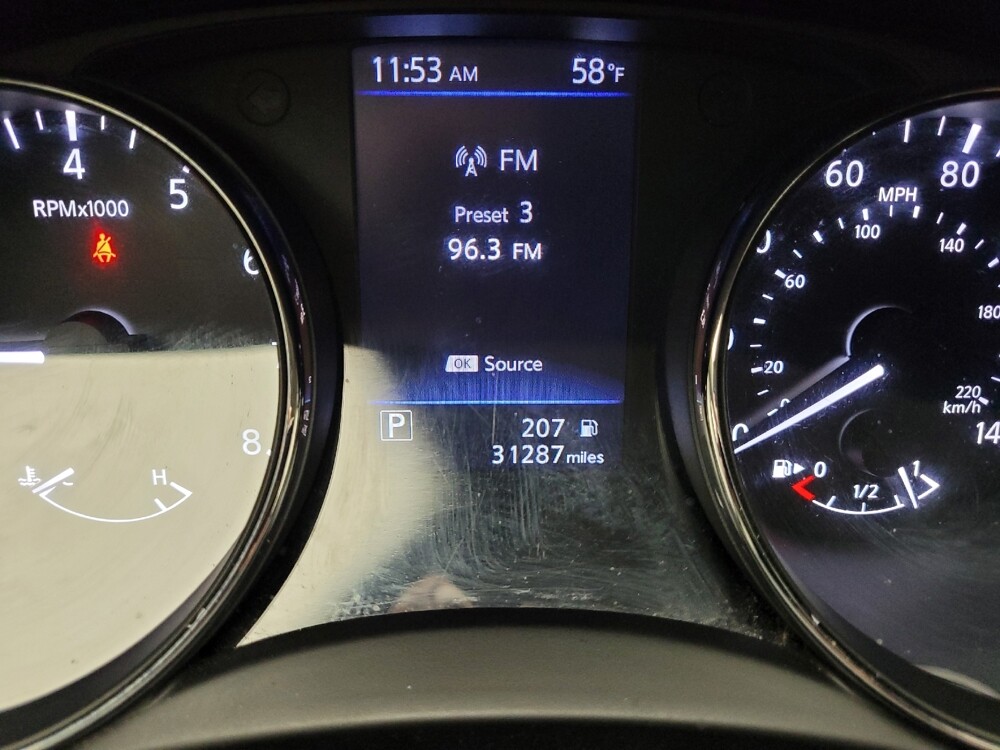 11:53 AM 58°F
FM
Preset 3
96.3 FM
OK Source
P 207
31287 miles
4
5
6
8
RPMx1000
H
60 80
MPH
100 140
60 180
20 220
0 km/h
0 1/2 1